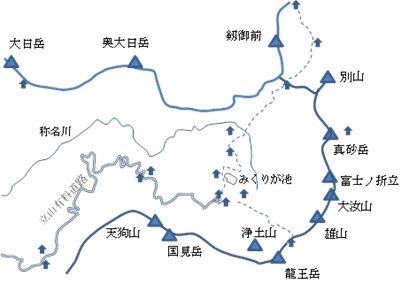 大日岳
奥大日岳
剱御前
別山
称名川
真砂岳
みくりが池
富士ノ折立
立山有料道路
大汝山
雄山
天狗山
国見岳
浄土山
龍王岳